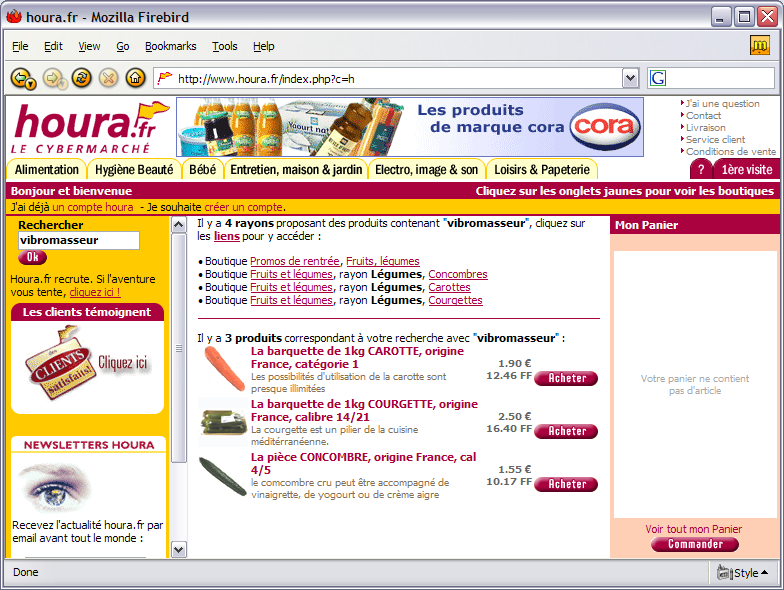 houra.fr - Mozilla Firebird
File Edit View Go Bookmarks Tools Help
http://www.houra.fr/index.php?c=h
G
houra.fr
LE CYBERMARCHÉ
Yourt nat
Les produits
de marque cora
cora
J'ai une question
Contact
Livraison
Service client
Conditions de vente
Alimentation Hygiène Beauté Bébé Entretien, maison & jardin Electro, image & son Loisirs & Papeterie ? 1ère visite
Bonjour et bienvenue Cliquez sur les onglets jaunes pour voir les boutiques
J'ai déjà un compte houra - Je souhaite créer un compte.
Rechercher
vibromasseur
Ok
Houra.fr recrute. Si l'aventure
vous tente, cliquez ici !
Les clients témoignent
des
CLIENTS
satisfaits!
Cliquez ici
NEWSLETTERS HOURA
Recevez l'actualité houra.fr par
email avant tout le monde :
Il y a 4 rayons proposant des produits contenant "vibromasseur", cliquez sur
les liens pour y accéder :
• Boutique Promos de rentrée, Fruits, légumes
• Boutique Fruits et légumes, rayon Légumes, Concombres
• Boutique Fruits et légumes, rayon Légumes, Carottes
• Boutique Fruits et légumes, rayon Légumes, Courgettes
Il y a 3 produits correspondant à votre recherche avec "vibromasseur" :
La barquette de 1kg CAROTTE, origine
France, catégorie 1
Les possibilités d'utilisation de la carotte sont
presque illimitées
1.90 €
12.46 FF
Acheter
La barquette de 1kg COURGETTE, origine
France, calibre 14/21
La courgette est un pilier de la cuisine
méditérranéenne.
2.50 €
16.40 FF
Acheter
La pièce CONCOMBRE, origine France, cal
4/5
le comcombre cru peut être accompagné de
vinaigrette, de yogourt ou de crème aigre
1.55 €
10.17 FF
Acheter
Mon Panier
Votre panier ne contient
pas d'article
Voir tout mon Panier
Commander
Done
Style